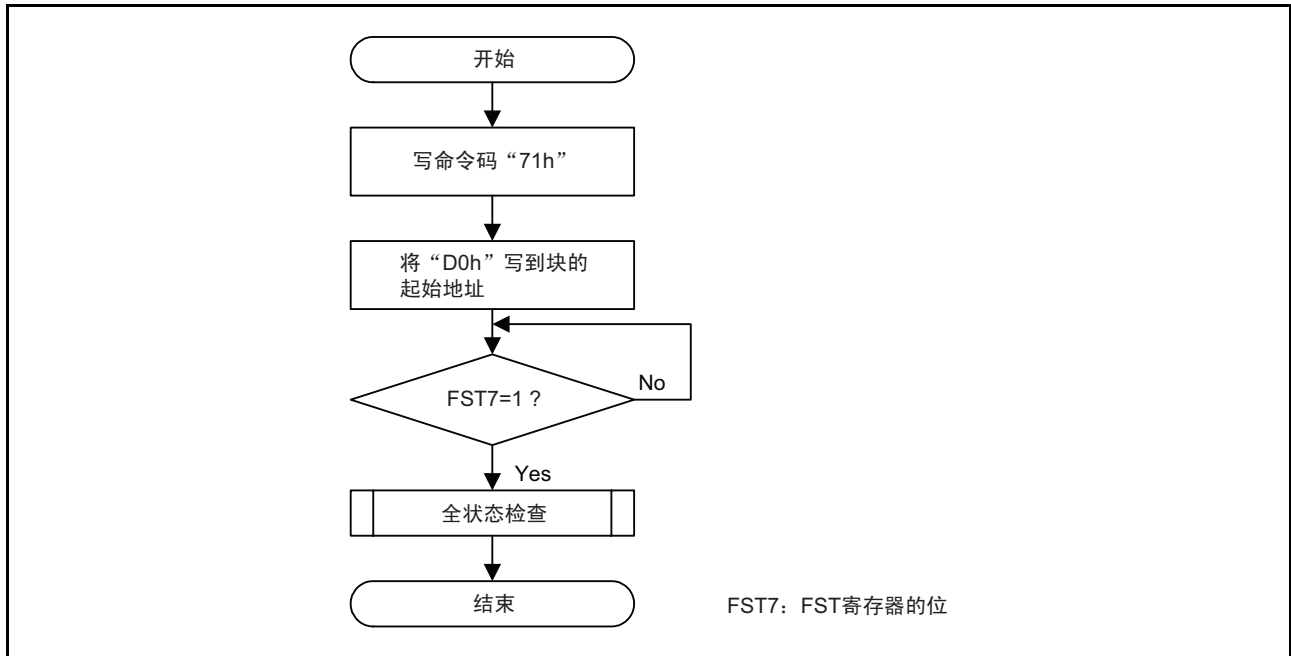 开始
写命令码“71h”
将“D0h”写到块的
起始地址
FST7=1 ?
No
Yes
全状态检查
结束
FST7：FST寄存器的位